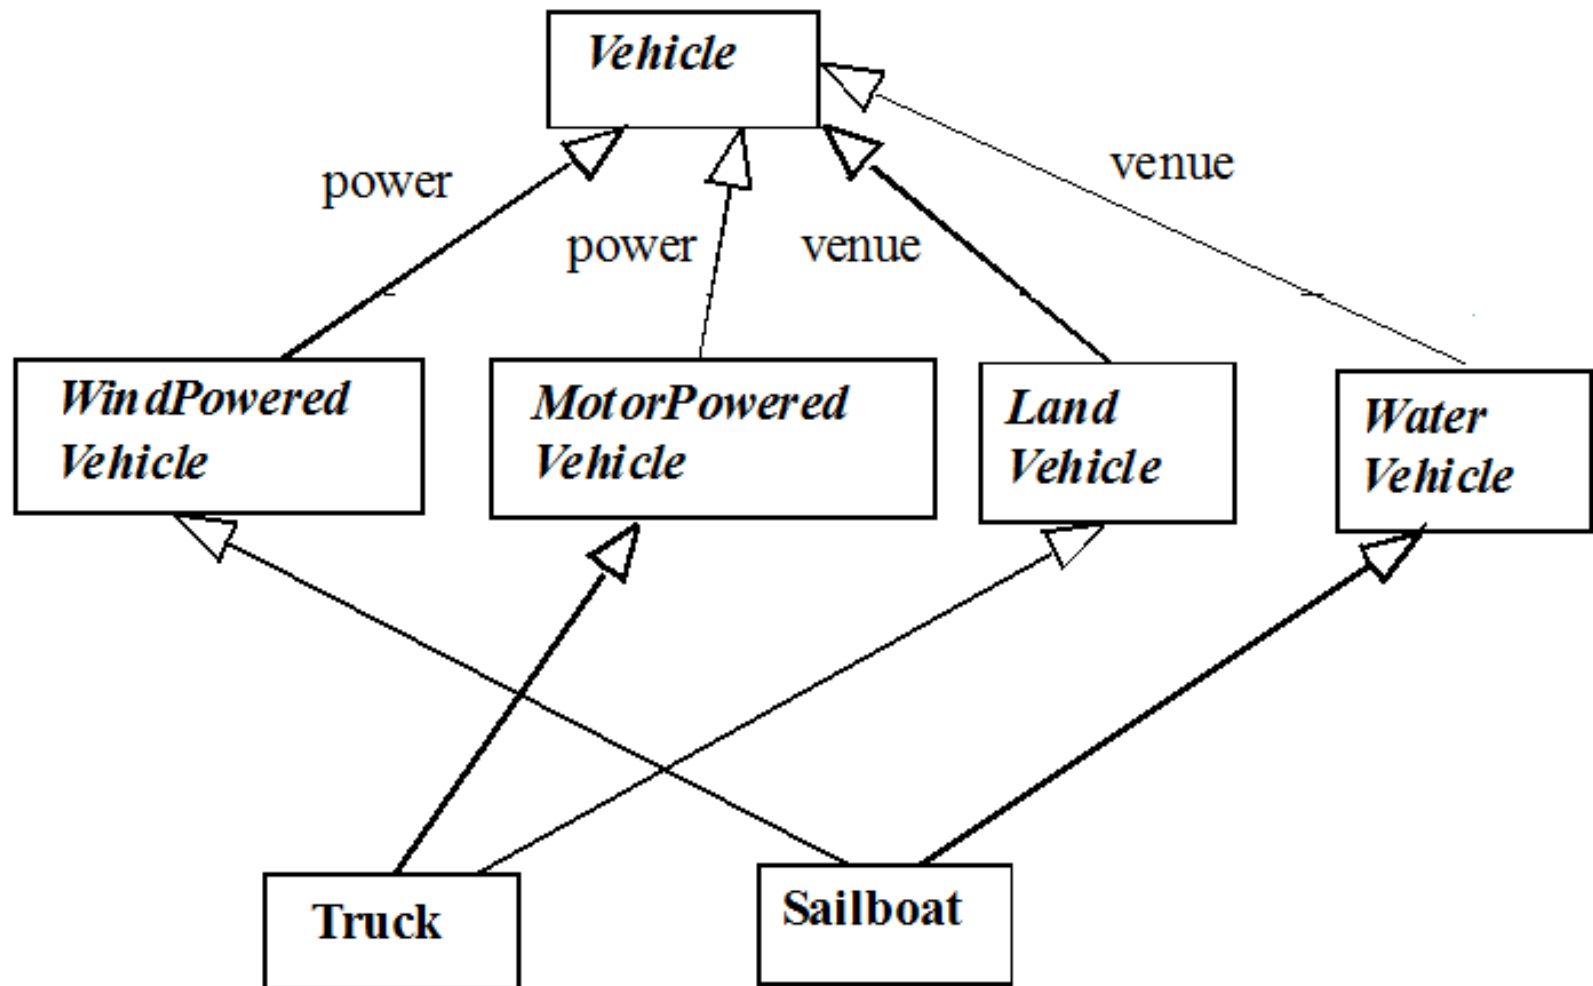 Vehicle
power
venue
power
venue
WindPowered
Vehicle
MotorPowered
Vehicle
Land
Vehicle
Water
Vehicle
Truck
Sailboat